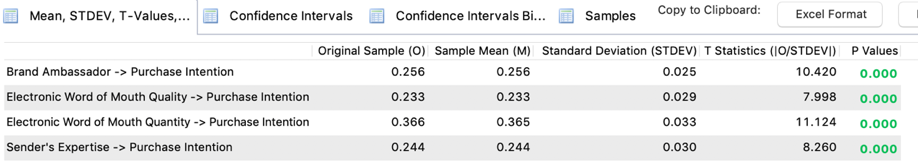 Mean, STDEV, T-Values,... Confidence Intervals Confidence Intervals Bi... Samples Copy to Clipboard: Excel Format
Original Sample (O) Sample Mean (M) Standard Deviation (STDEV) T Statistics (|O/STDEV|) P Values
Brand Ambassador -> Purchase Intention 0.256 0.256 0.025 10.420 0.000
Electronic Word of Mouth Quality -> Purchase Intention 0.233 0.233 0.029 7.998 0.000
Electronic Word of Mouth Quantity -> Purchase Intention 0.366 0.365 0.033 11.124 0.000
Sender's Expertise -> Purchase Intention 0.244 0.244 0.030 8.260 0.000